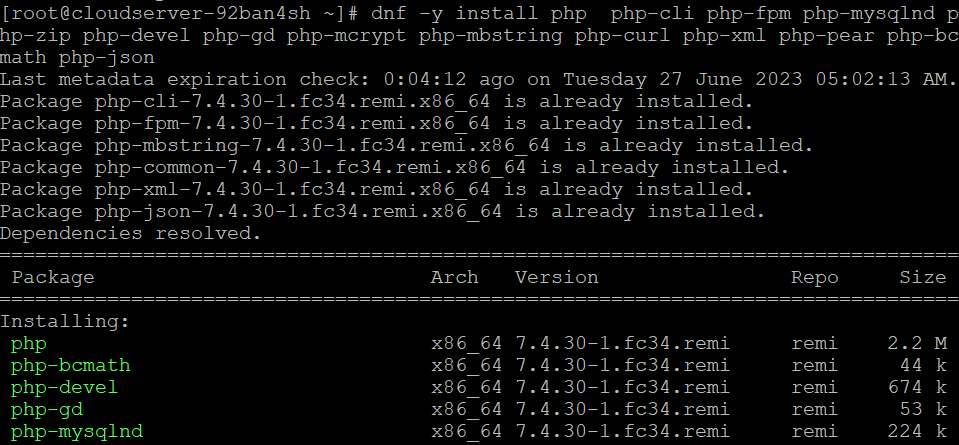 [root@cloudserver-92ban4sh ~]# dnf -y install php  php-cli php-fpm php-mysqlnd p
hp-zip php-devel php-gd php-mcrypt php-mbstring php-curl php-xml php-pear php-bc
math php-json
Last metadata expiration check: 0:04:12 ago on Tuesday 27 June 2023 05:02:13 AM.
Package php-cli-7.4.30-1.fc34.remi.x86_64 is already installed.
Package php-fpm-7.4.30-1.fc34.remi.x86_64 is already installed.
Package php-mbstring-7.4.30-1.fc34.remi.x86_64 is already installed.
Package php-common-7.4.30-1.fc34.remi.x86_64 is already installed.
Package php-xml-7.4.30-1.fc34.remi.x86_64 is already installed.
Package php-json-7.4.30-1.fc34.remi.x86_64 is already installed.
Dependencies resolved.
================================================================================
 Package                            Arch   Version                Repo     Size
================================================================================
Installing:
 php                                x86_64 7.4.30-1.fc34.remi     remi    2.2 M
 php-bcmath                         x86_64 7.4.30-1.fc34.remi     remi     44 k
 php-devel                          x86_64 7.4.30-1.fc34.remi     remi    674 k
 php-gd                             x86_64 7.4.30-1.fc34.remi     remi     53 k
 php-mysqlnd                        x86_64 7.4.30-1.fc34.remi     remi    224 k